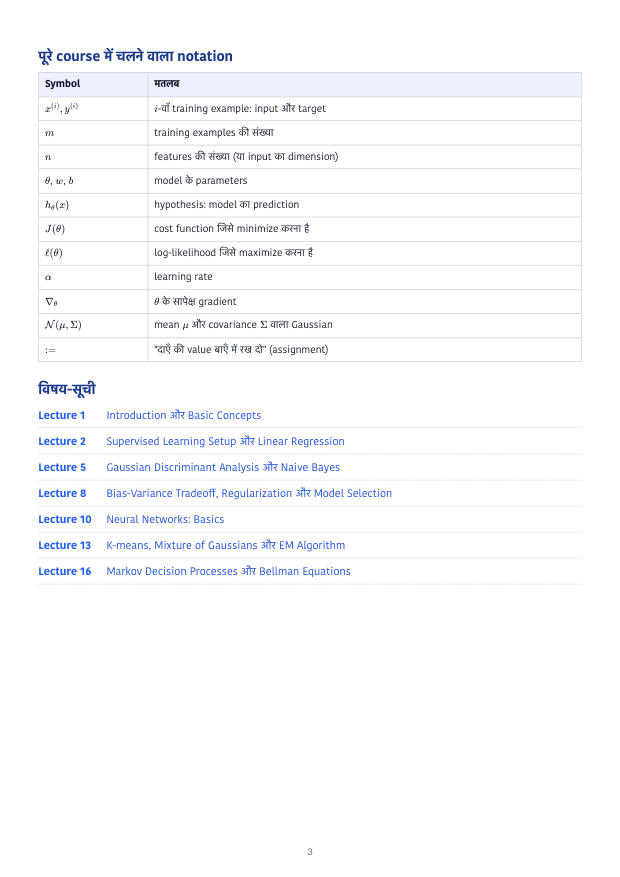 पूरे course में चलने वाला notation
Symbol मतलब
x⁽ⁱ⁾, y⁽ⁱ⁾ i-वाँ training example: input और target
m training examples की संख्या
n features की संख्या (या input का dimension)
θ, w, b model के parameters
h_θ(x) hypothesis: model का prediction
J(θ) cost function जिसे minimize करना है
ℓ(θ) log-likelihood जिसे maximize करना है
α learning rate
∇_θ θ के सापेक्ष gradient
𝒩(μ, Σ) mean μ और covariance Σ वाला Gaussian
:= "दाएँ की value बाएँ में रख दो" (assignment)
विषय-सूची
Lecture 1 Introduction और Basic Concepts
Lecture 2 Supervised Learning Setup और Linear Regression
Lecture 5 Gaussian Discriminant Analysis और Naive Bayes
Lecture 8 Bias-Variance Tradeoff, Regularization और Model Selection
Lecture 10 Neural Networks: Basics
Lecture 13 K-means, Mixture of Gaussians और EM Algorithm
Lecture 16 Markov Decision Processes और Bellman Equations
3